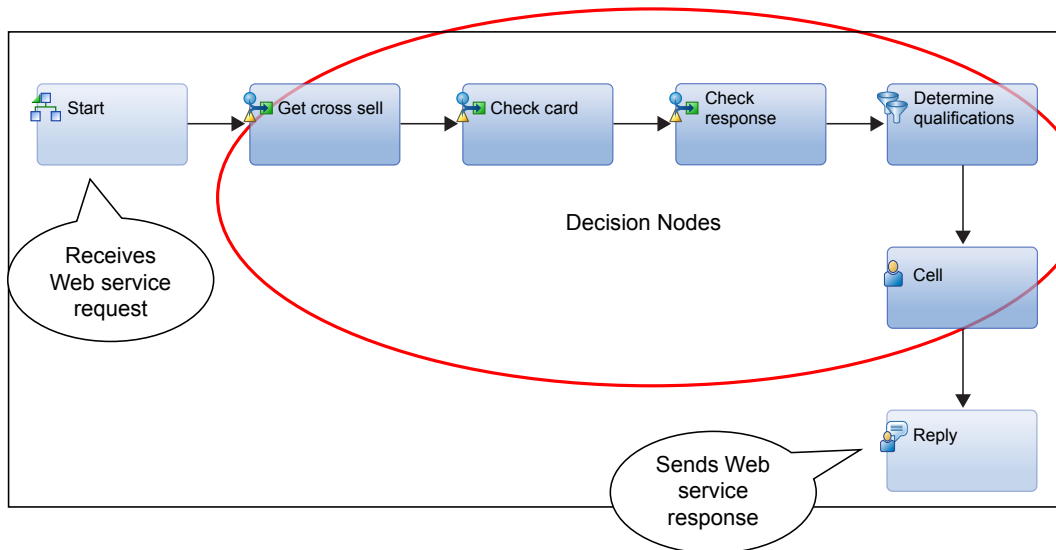 Start
Get cross sell
Check card
Check
response
Determine
qualifications
Decision Nodes
Receives
Web service
request
Cell
Reply
Sends Web
service
response